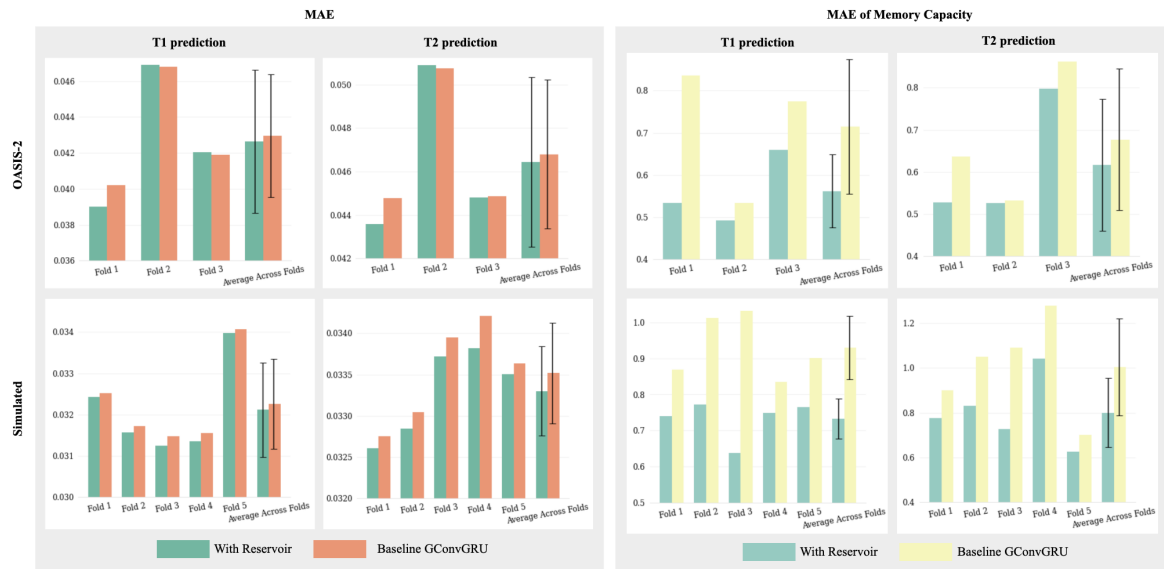 MAE
MAE of Memory Capacity
T1 prediction
T2 prediction
T1 prediction
T2 prediction
OASIS-2
0.046
0.044
0.042
0.040
0.038
0.036
Fold 1
Fold 2
Fold 3
Average Across Folds
0.050
0.048
0.046
0.044
0.042
Fold 1
Fold 2
Fold 3
Average Across Folds
0.8
0.7
0.6
0.5
0.4
Fold 1
Fold 2
Fold 3
Average Across Folds
0.8
0.7
0.6
0.5
0.4
Fold 1
Fold 2
Fold 3
Average Across Folds
Simulated
0.034
0.033
0.032
0.031
0.030
Fold 1
Fold 2
Fold 3
Fold 4
Fold 5
Average Across Folds
0.0340
0.0335
0.0330
0.0325
0.0320
Fold 1
Fold 2
Fold 3
Fold 4
Fold 5
Average Across Folds
1.0
0.9
0.8
0.7
0.6
0.5
Fold 1
Fold 2
Fold 3
Fold 4
Fold 5
Average Across Folds
1.2
1.0
0.8
0.6
0.4
Fold 1
Fold 2
Fold 3
Fold 4
Fold 5
Average Across Folds
With Reservoir
Baseline GConvGRU
With Reservoir
Baseline GConvGRU